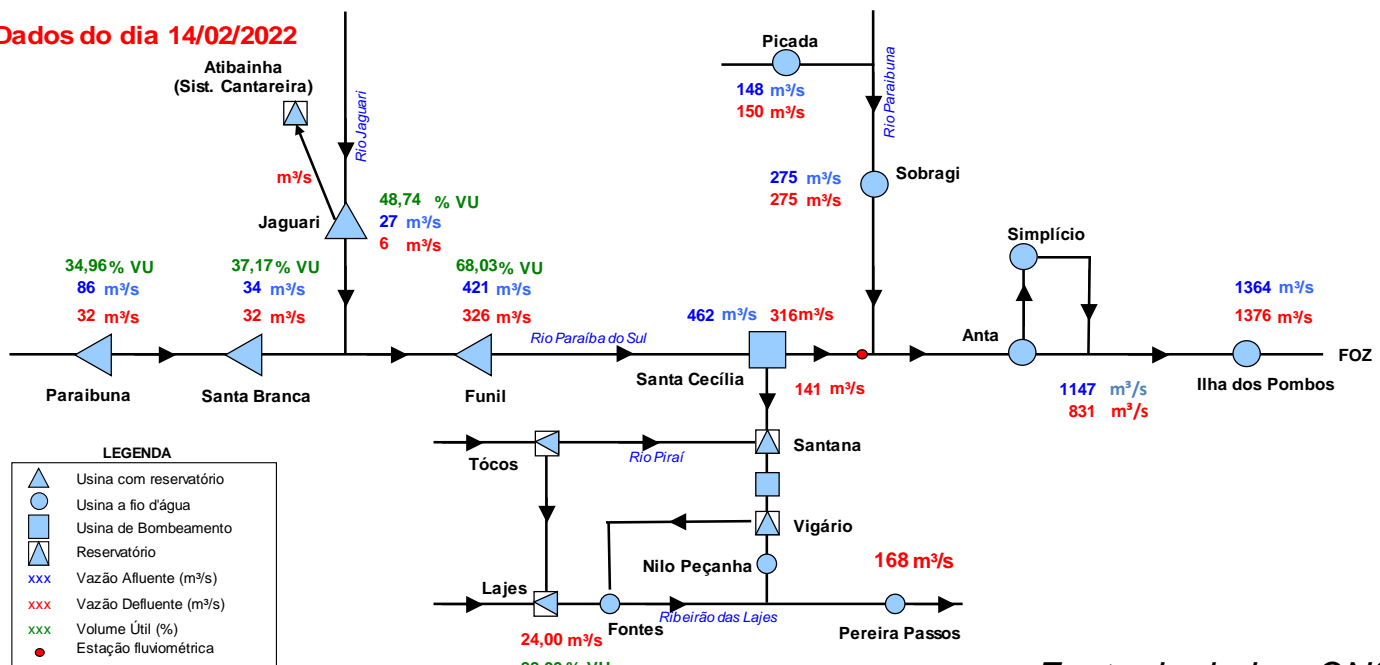 Dados do dia 14/02/2022
Atibainha
(Sist. Cantareira)
Rio Jaguari
m³/s
Jaguari
48,74 % VU
27 m³/s
6 m³/s
Picada
148 m³/s
150 m³/s
Rio Paraibuna
275 m³/s
275 m³/s
Sobragi
34,96 % VU
86 m³/s
32 m³/s
Paraibuna
37,17 % VU
34 m³/s
32 m³/s
Santa Branca
68,03 % VU
421 m³/s
326 m³/s
Funil
Rio Paraíba do Sul
462 m³/s 316 m³/s
Santa Cecília
141 m³/s
Simplício
Anta
1147 m³/s
831 m³/s
1364 m³/s
1376 m³/s
Ilha dos Pombos
FOZ
Tócos
Rio Piraí
Santana
Vigário
Nilo Peçanha
168 m³/s
Lajes
Fontes
Ribeirão das Lajes
Pereira Passos
24,00 m³/s
% VU
LEGENDA
Usina com reservatório
Usina a fio d'água
Usina de Bombeamento
Reservatório
xxx Vazão Afluente (m³/s)
xxx Vazão Defluente (m³/s)
xxx Volume Útil (%)
Estação fluviométrica